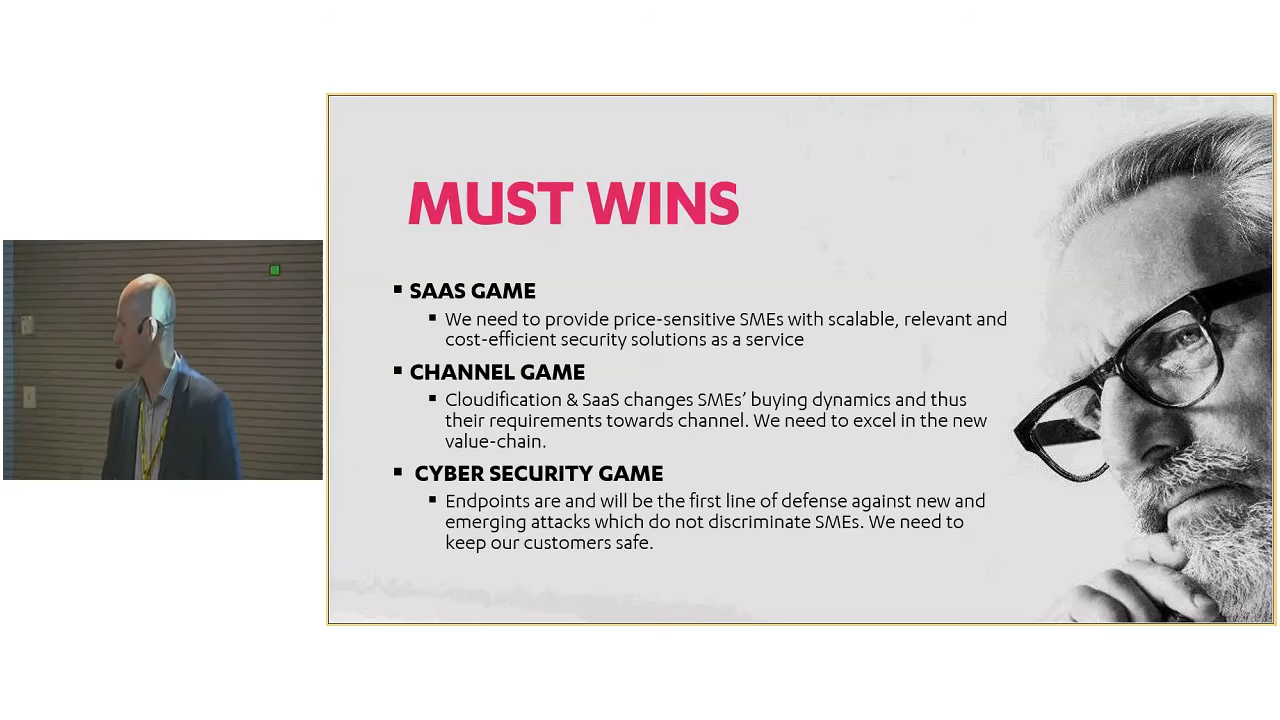 MUST WINS
▪ SAAS GAME
▪ We need to provide price-sensitive SMEs with scalable, relevant and
cost-efficient security solutions as a service
▪ CHANNEL GAME
▪ Cloudification & SaaS changes SMEs’ buying dynamics and thus
their requirements towards channel. We need to excel in the new
value-chain.
▪ CYBER SECURITY GAME
▪ Endpoints are and will be the first line of defense against new and
emerging attacks which do not discriminate SMEs. We need to
keep our customers safe.